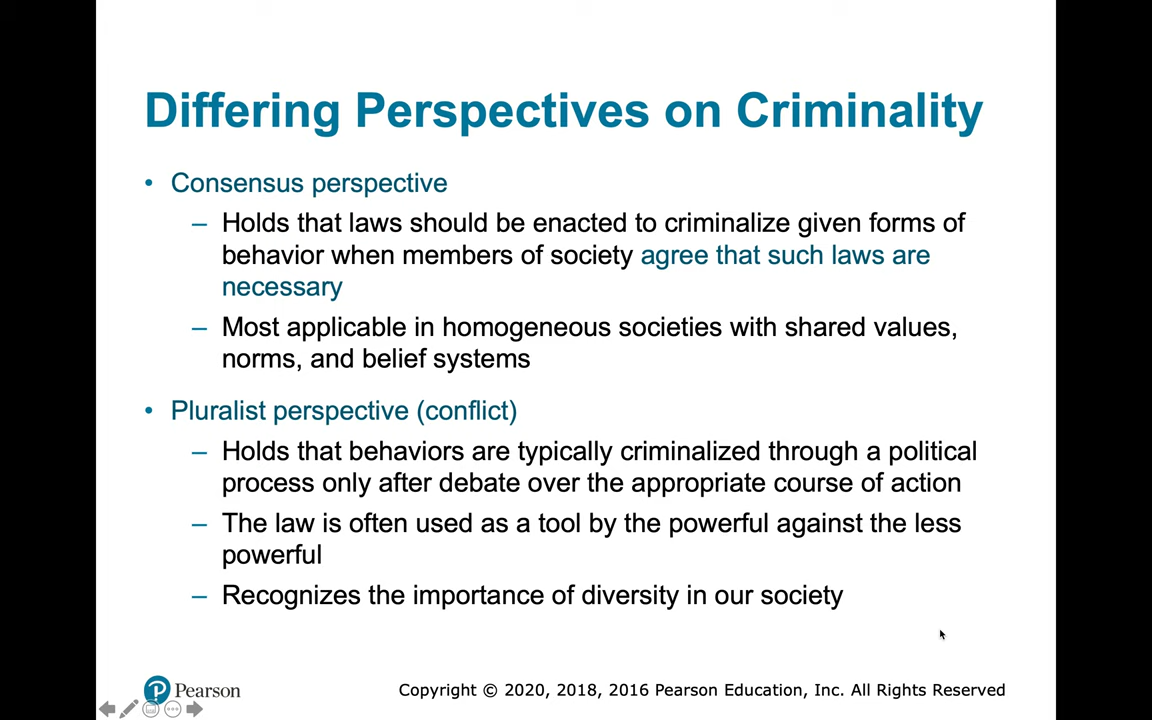 Differing Perspectives on Criminality
• Consensus perspective
– Holds that laws should be enacted to criminalize given forms of
behavior when members of society agree that such laws are
necessary
– Most applicable in homogeneous societies with shared values,
norms, and belief systems
• Pluralist perspective (conflict)
– Holds that behaviors are typically criminalized through a political
process only after debate over the appropriate course of action
– The law is often used as a tool by the powerful against the less
powerful
– Recognizes the importance of diversity in our society
P Pearson
Copyright © 2020, 2018, 2016 Pearson Education, Inc. All Rights Reserved